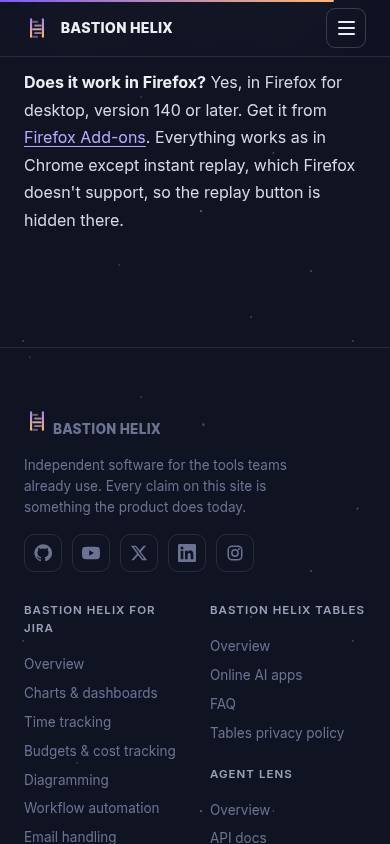 BASTION HELIX
Does it work in Firefox? Yes, in Firefox for
desktop, version 140 or later. Get it from
Firefox Add-ons. Everything works as in
Chrome except instant replay, which Firefox
doesn't support, so the replay button is
hidden there.
BASTION HELIX
Independent software for the tools teams
already use. Every claim on this site is
something the product does today.
BASTION HELIX FOR
JIRA
Overview
Charts & dashboards
Time tracking
Budgets & cost tracking
Diagramming
Workflow automation
Email handling
BASTION HELIX TABLES
Overview
Online AI apps
FAQ
Tables privacy policy
AGENT LENS
Overview
API docs